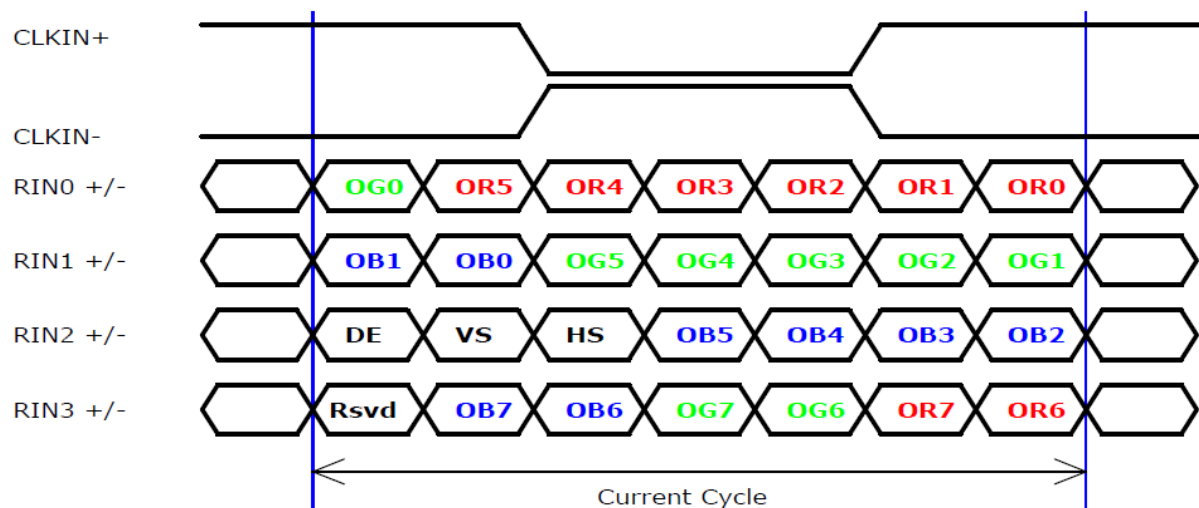 CLKIN+
CLKIN-
RIN0 +/- OG0 OR5 OR4 OR3 OR2 OR1 OR0
RIN1 +/- OB1 OB0 OG5 OG4 OG3 OG2 OG1
RIN2 +/- DE VS HS OB5 OB4 OB3 OB2
RIN3 +/- Rsvd OB7 OB6 OG7 OG6 OR7 OR6
Current Cycle